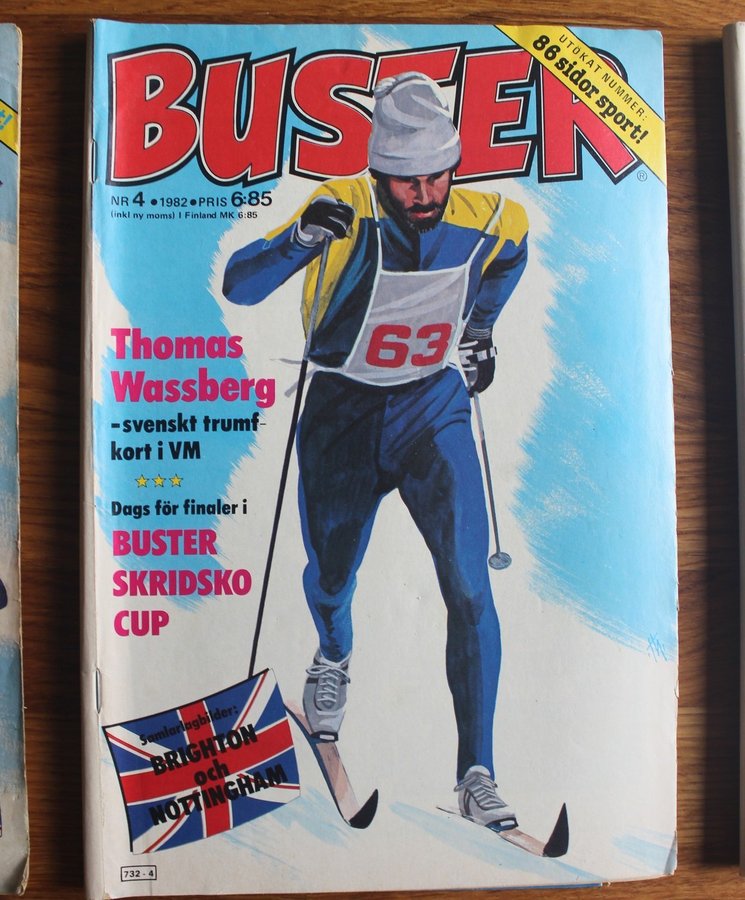 BUSTER
UTÖKAT NUMMER:
86 sidor sport!
NR 4 • 1982 • PRIS 6:85
(inkl ny moms) I Finland MK 6:85
63
Thomas
Wassberg
-svenskt trumf-
kort i VM
Dags för finaler i
BUSTER
SKRIDSKO
CUP
Samlarlagbilder:
BRIGHTON
och
NOTTINGHAM
732-4